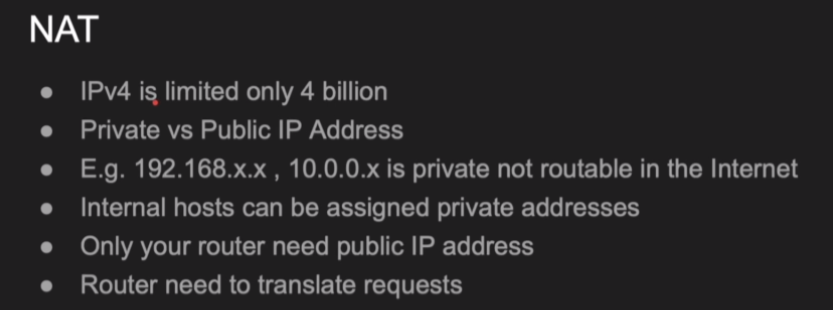 NAT
● IPv4 is limited only 4 billion
● Private vs Public IP Address
● E.g. 192.168.x.x , 10.0.0.x is private not routable in the Internet
● Internal hosts can be assigned private addresses
● Only your router need public IP address
● Router need to translate requests